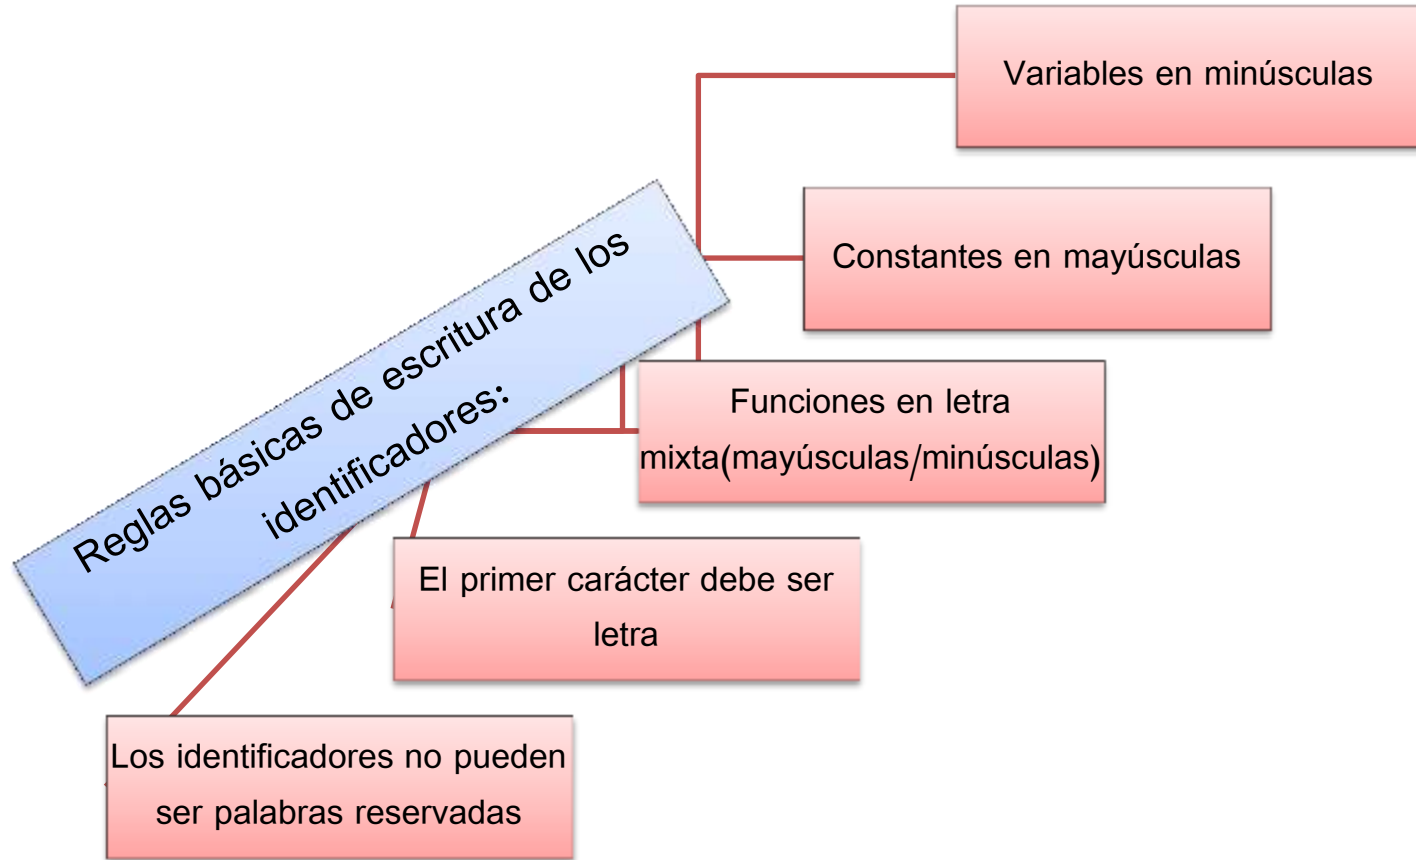 Reglas básicas de escritura de los
identificadores:
Variables en minúsculas
Constantes en mayúsculas
Funciones en letra
mixta(mayúsculas/minúsculas)
El primer carácter debe ser
letra
Los identificadores no pueden
ser palabras reservadas